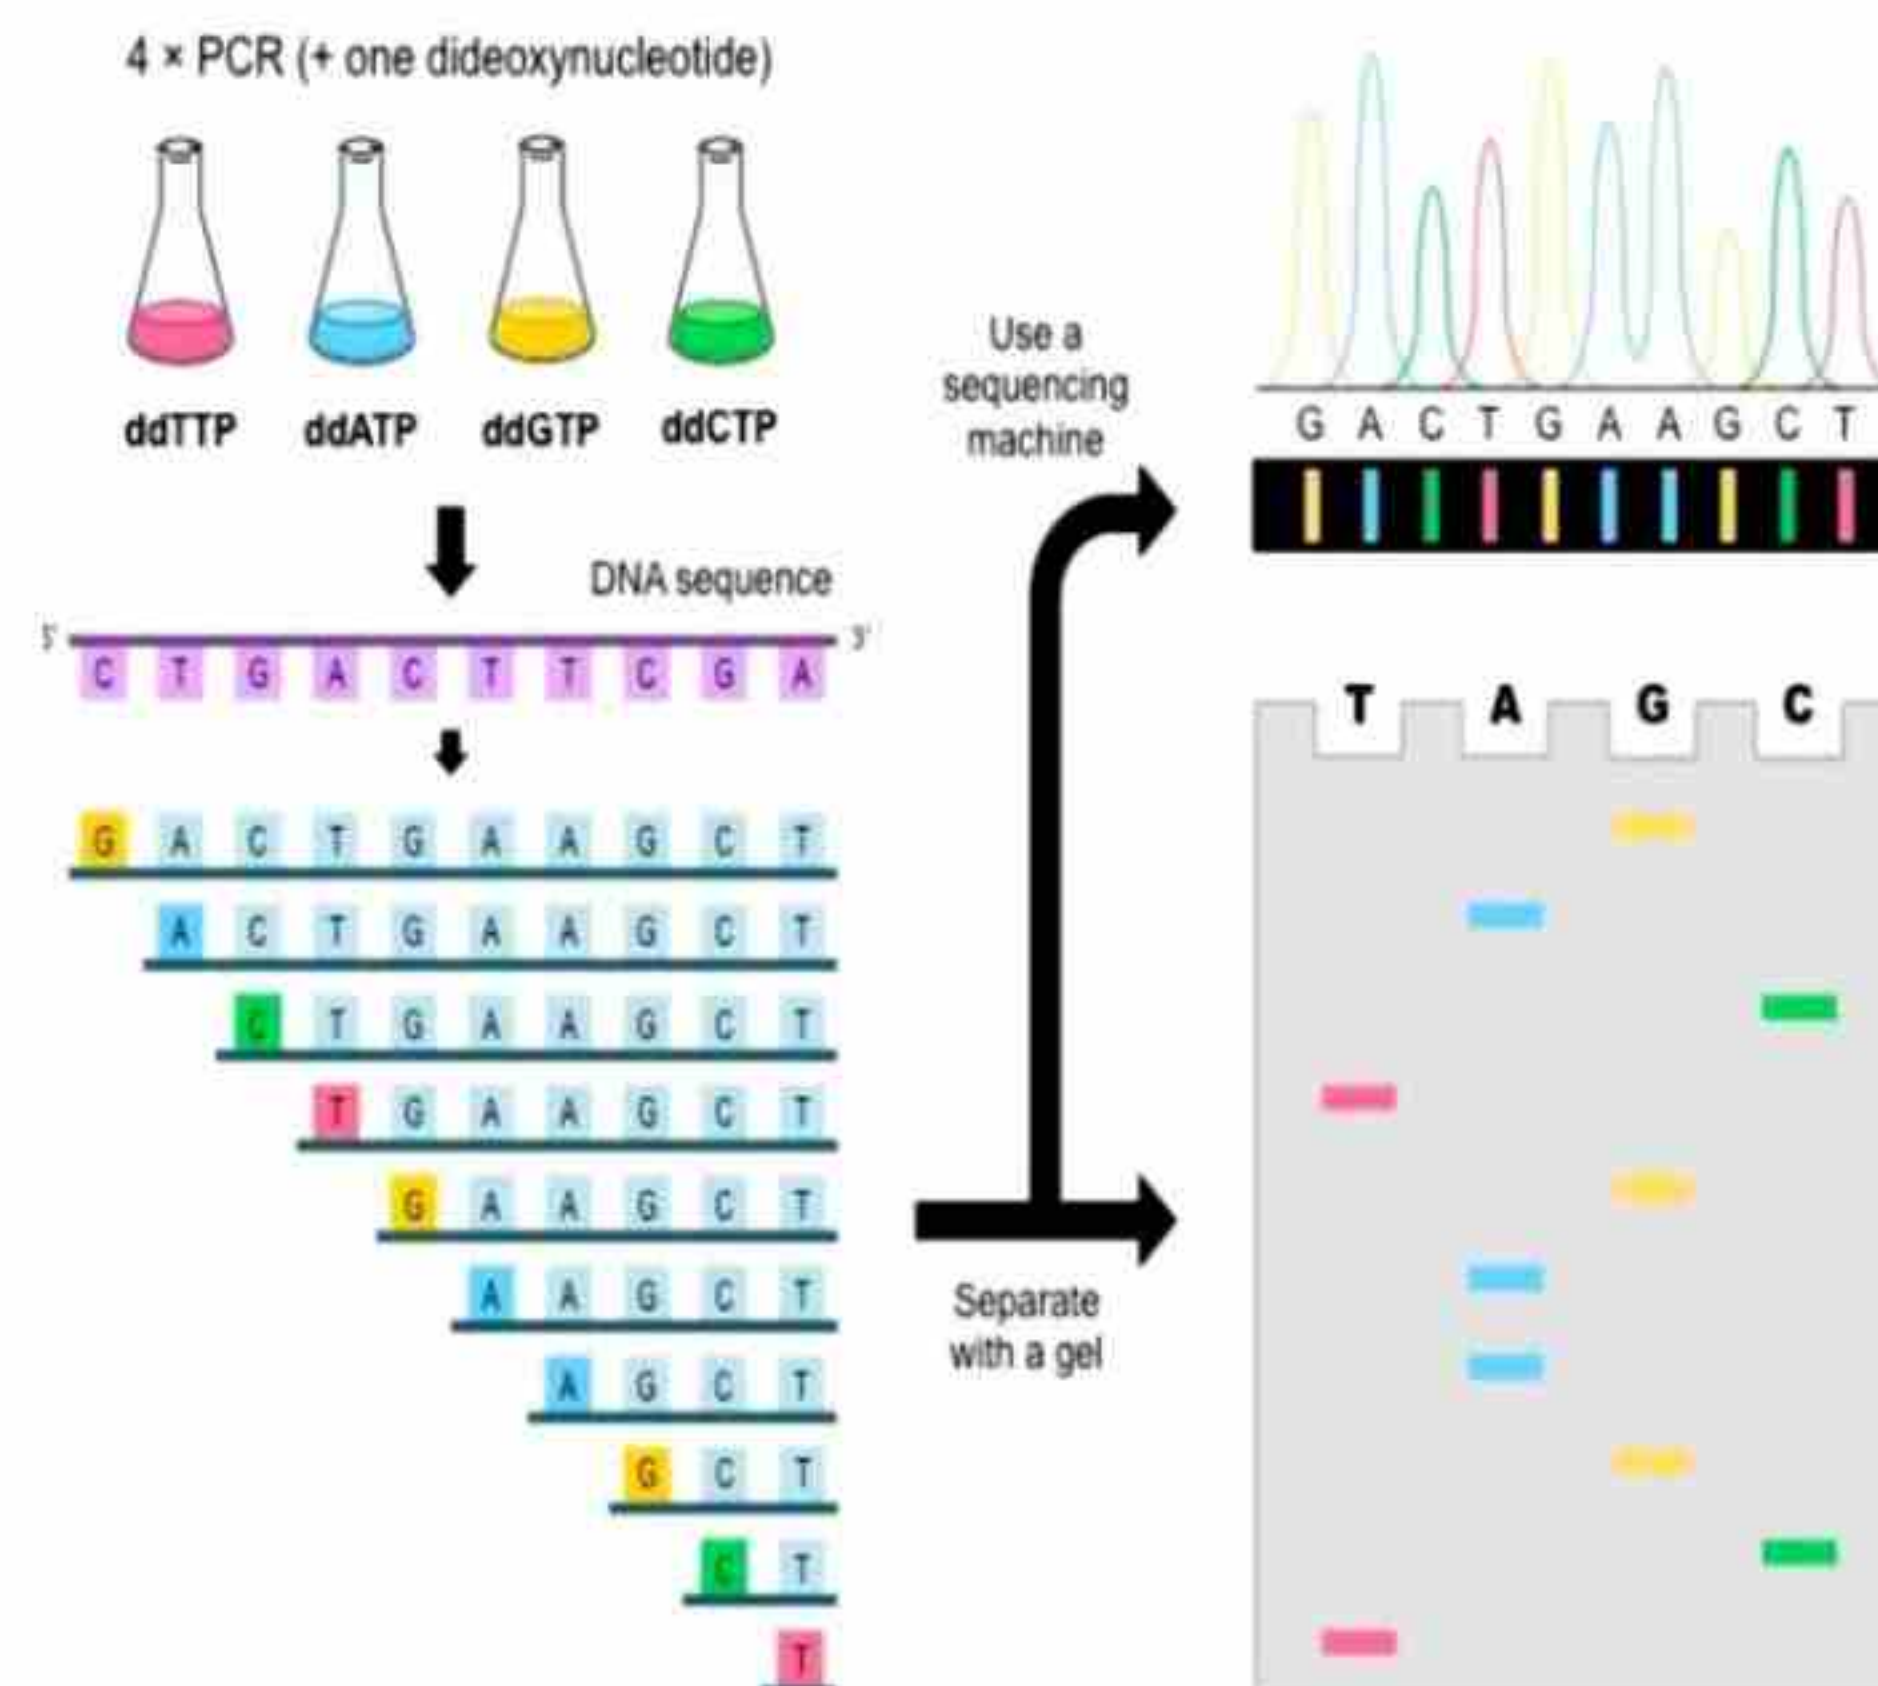 4 × PCR (+ one dideoxynucleotide)
ddTTP ddATP ddGTP ddCTP
DNA sequence
5' 3'
C T G A C T T C G A
G A C T G A A G C T
A C T G A A G C T
C T G A A G C T
T G A A G C T
G A A G C T
A A G C T
A G C T
G C T
C T
T
Use a
sequencing
machine
G A C T G A A G C T
Separate
with a gel
T A G C